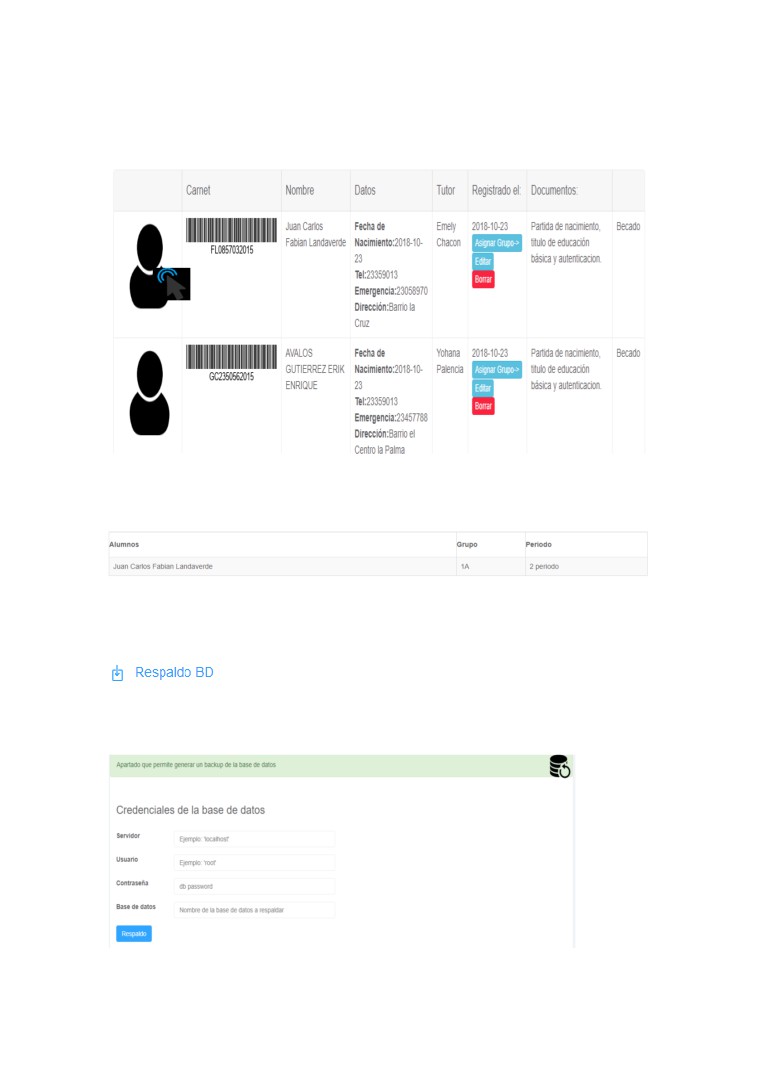 Carnet Nombre Datos Tutor Registrado el: Documentos:
FL0857032015
Juan Carlos
Fabian Landaverde
Fecha de
Nacimiento:2018-10-
23
Tel:23359013
Emergencia:23058970
Dirección:Barrio la
Cruz
Emely
Chacon
2018-10-23
Asignar Grupo->
Editar
Borrar
Partida de nacimiento,
titulo de educación
básica y autenticacion.
Becado
GC2350562015
AVALOS
GUTIERREZ ERIK
ENRIQUE
Fecha de
Nacimiento:2018-10-
23
Tel:23359013
Emergencia:23457788
Dirección:Barrio el
Centro la Palma
Yohana
Palencia
2018-10-23
Asignar Grupo->
Editar
Borrar
Partida de nacimiento,
titulo de educación
básica y autenticacion.
Becado
Alumnos Grupo Periodo
Juan Carlos Fabian Landaverde 1A 2 periodo
Respaldo BD
Apartado que permite generar un backup de la base de datos
Credenciales de la base de datos
Servidor Ejemplo: 'localhost'
Usuario Ejemplo: 'root'
Contraseña db password
Base de datos Nombre de la base de datos a respaldar
Respaldo